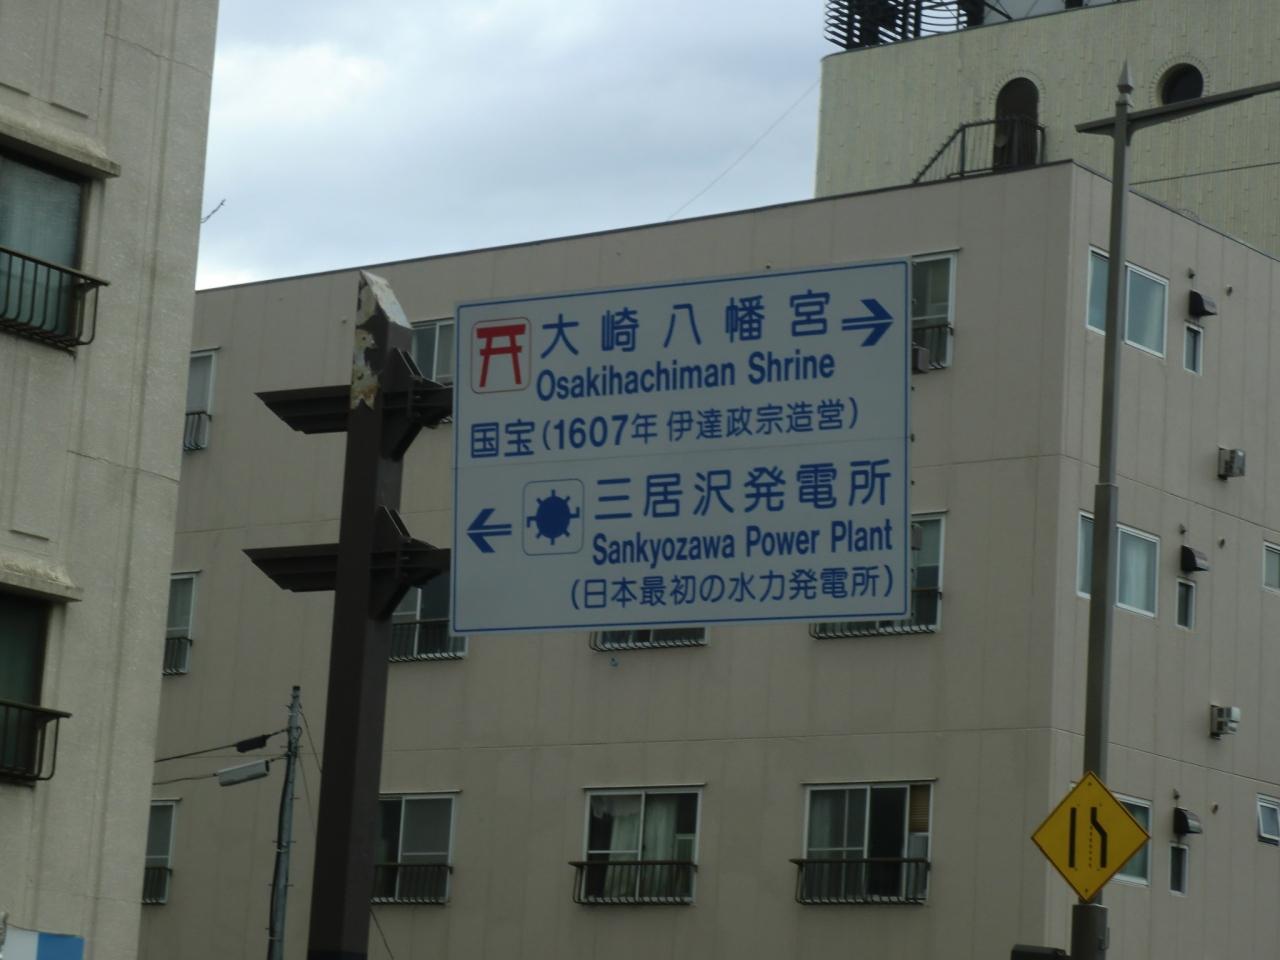 大崎八幡宮
Osakihachiman Shrine
国宝(1607年 伊達政宗造営)
三居沢発電所
Sankyozawa Power Plant
(日本最初の水力発電所)